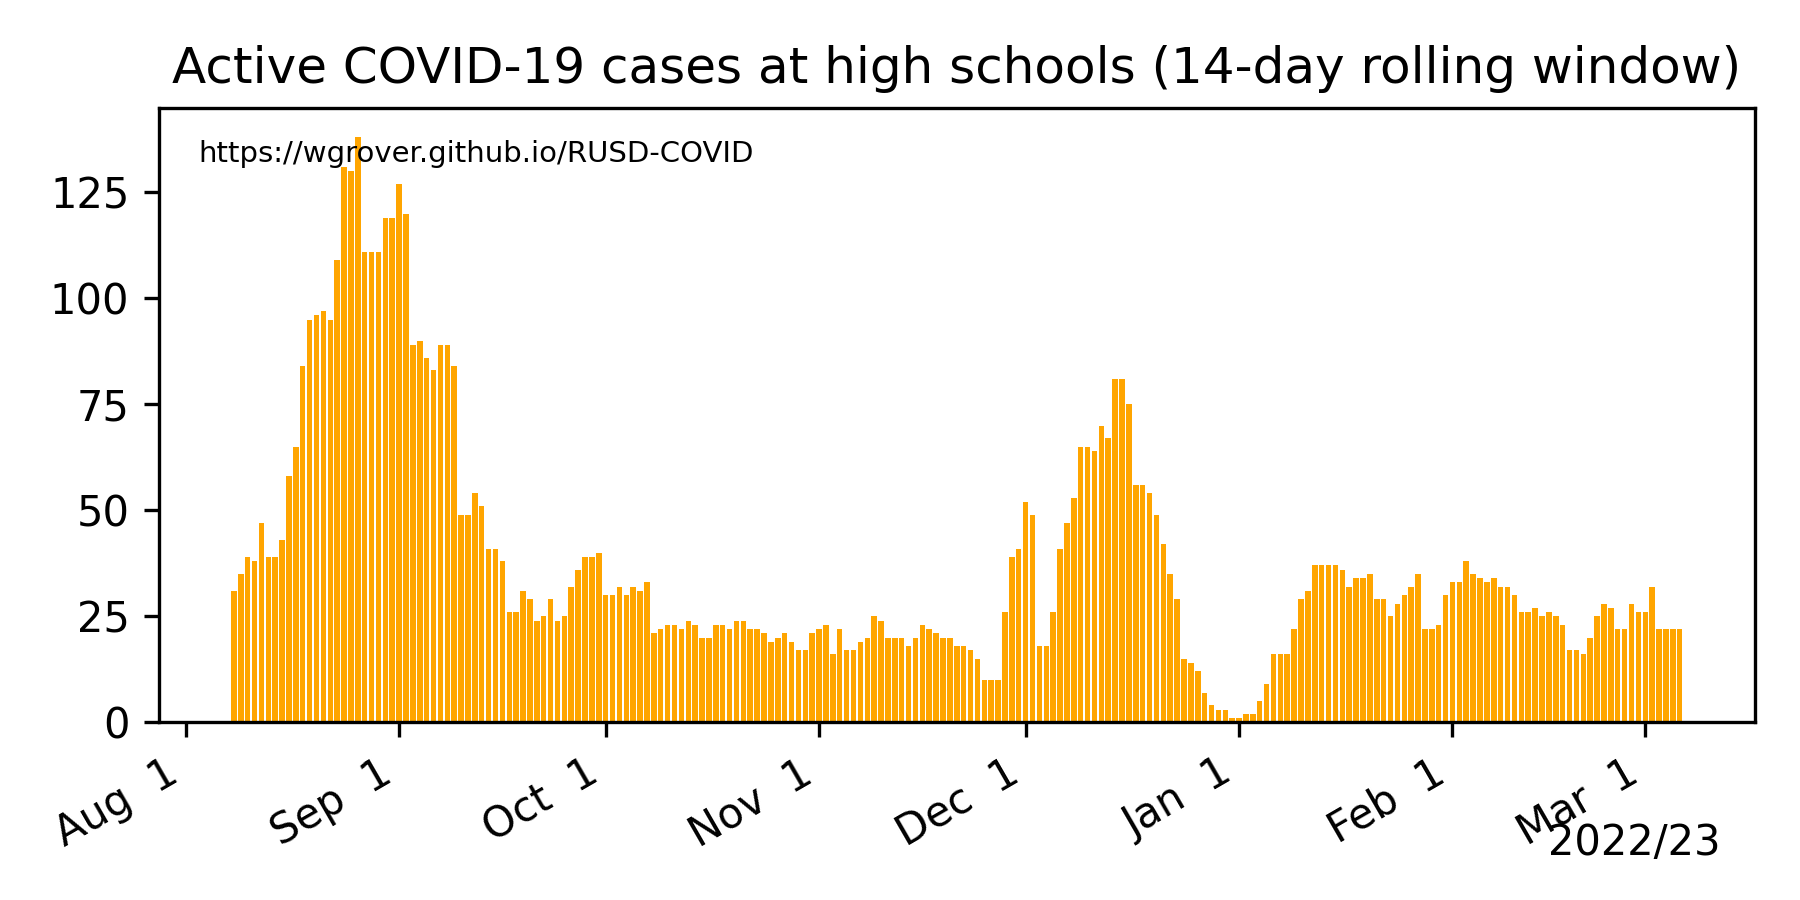 Active COVID-19 cases at high schools (14-day rolling window)
https://wgrover.github.io/RUSD-COVID
125
100
75
50
25
0
Aug 1
Sep 1
Oct 1
Nov 1
Dec 1
Jan 1
Feb 1
Mar 1
2022/23